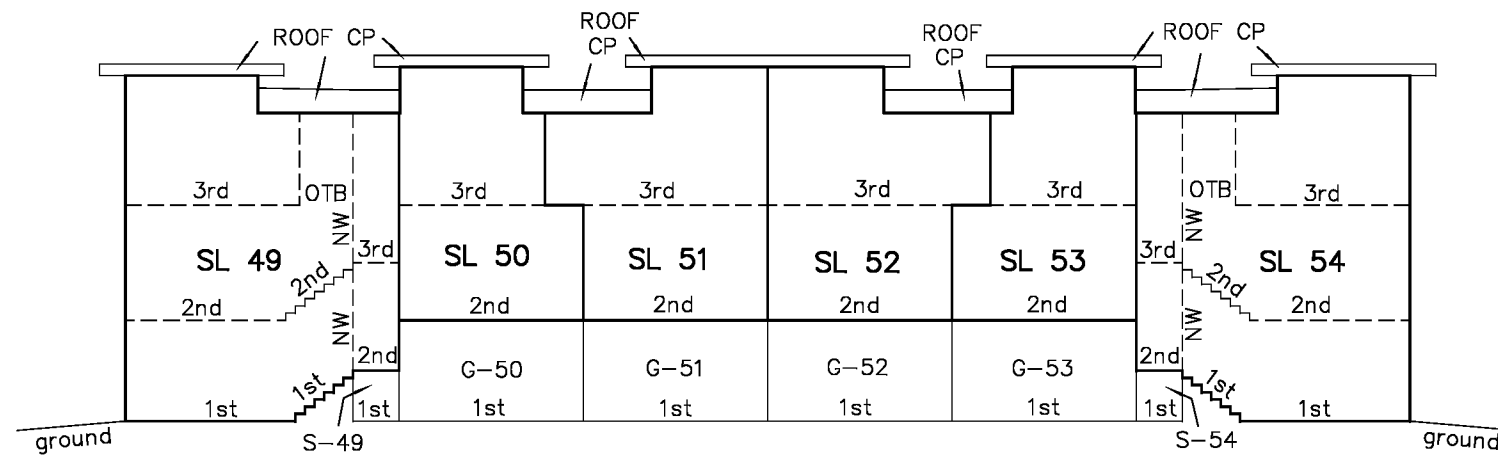 ROOF CP
ROOF
CP
ROOF
CP
ROOF CP
3rd
OTB
3rd
3rd
3rd
3rd
OTB
3rd
NW
NW
SL 49
2nd
3rd
SL 50
SL 51
SL 52
SL 53
3rd
2nd
SL 54
2nd
2nd
2nd
2nd
2nd
2nd
NW
NW
2nd
G-50
G-51
G-52
G-53
2nd
1st
1st
1st
1st
1st
1st
1st
1st
1st
1st
1st
ground
S-49
S-54
ground